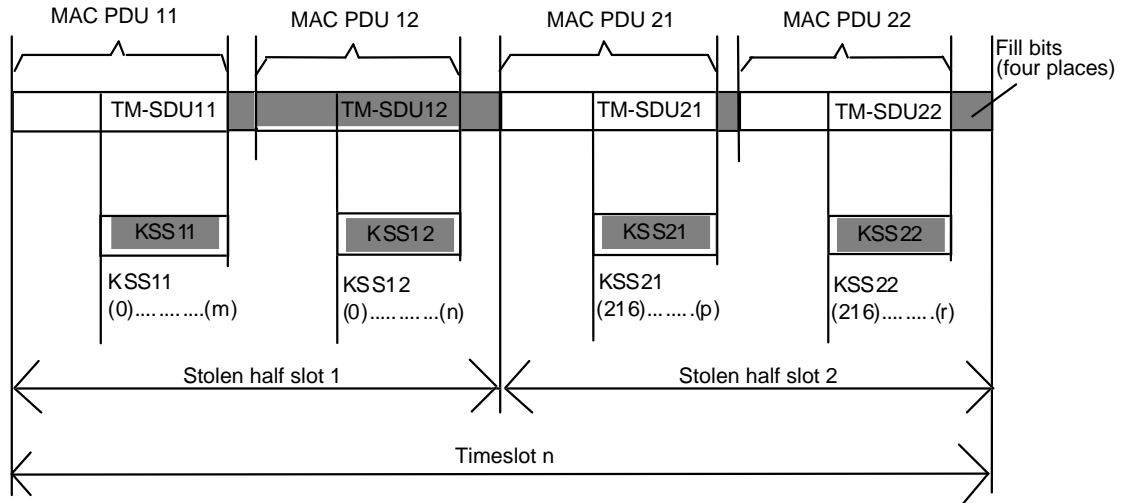 MAC PDU 11 MAC PDU 12 MAC PDU 21 MAC PDU 22
Fill bits
(four places)
TM-SDU11 TM-SDU12 TM-SDU21 TM-SDU22
KSS11 KSS12 KSS21 KSS22
KSS11 KSS12 KSS21 KSS22
(0)............(m) (0)............(n) (216).......(p) (216)........(r)
Stolen half slot 1 Stolen half slot 2
Timeslot n